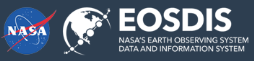 NASA
EOSDIS
NASA'S EARTH OBSERVING SYSTEM
DATA AND INFORMATION SYSTEM